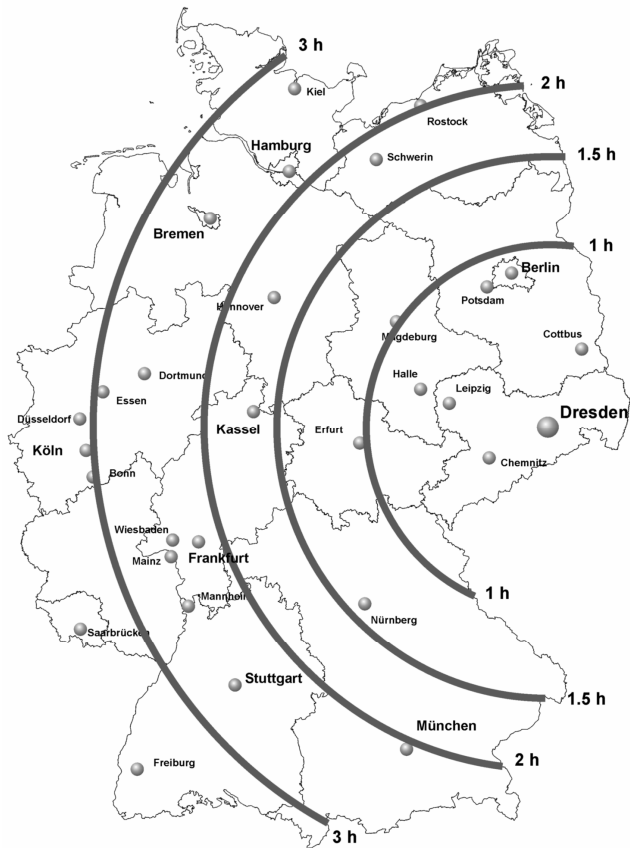 3 h
Kiel
2 h
Rostock
Hamburg
Schwerin
1.5 h
Bremen
1 h
Berlin
Potsdam
Hannover
Magdeburg
Cottbus
Dortmund
Halle
Leipzig
Essen
Düsseldorf
Dresden
Kassel
Erfurt
Köln
Chemnitz
Bonn
Wiesbaden
Frankfurt
Mainz
Mannheim
1 h
Nürnberg
Saarbrücken
Stuttgart
1.5 h
München
Freiburg
2 h
3 h